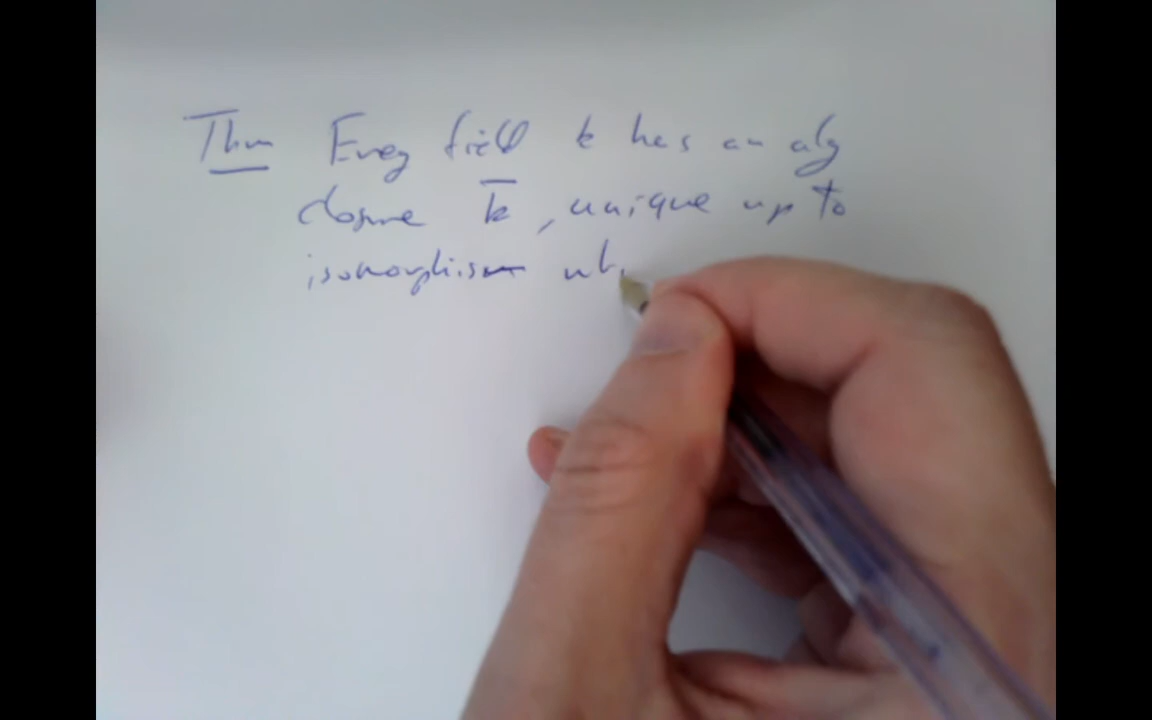 Thm Every field k has an alg
closure k̅, unique up to
isomorphism